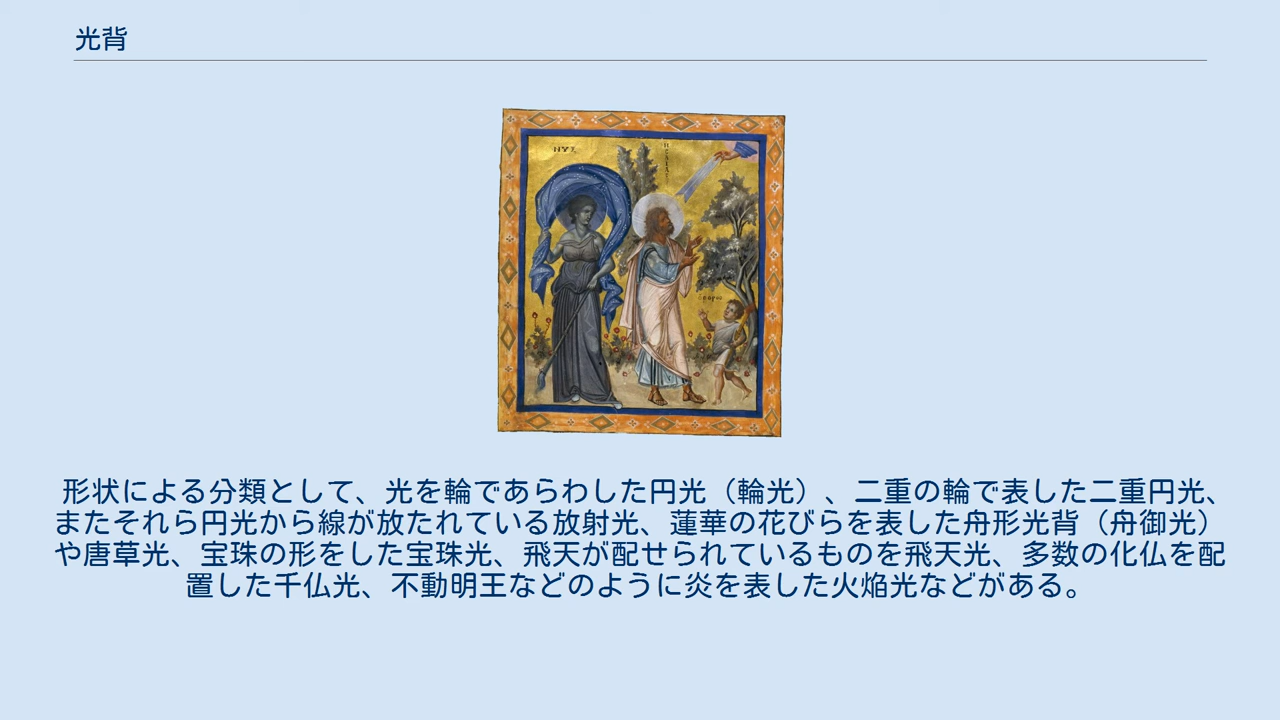 光背
ΗΥΞ
形状による分類として、光を輪であらわした円光（輪光）、二重の輪で表した二重円光、
またそれら円光から線が放たれている放射光、蓮華の花びらを表した舟形光背（舟御光）
や唐草光、宝珠の形をした宝珠光、飛天が配せられているものを飛天光、多数の化仏を配
置した千仏光、不動明王などのように炎を表した火焔光などがある。